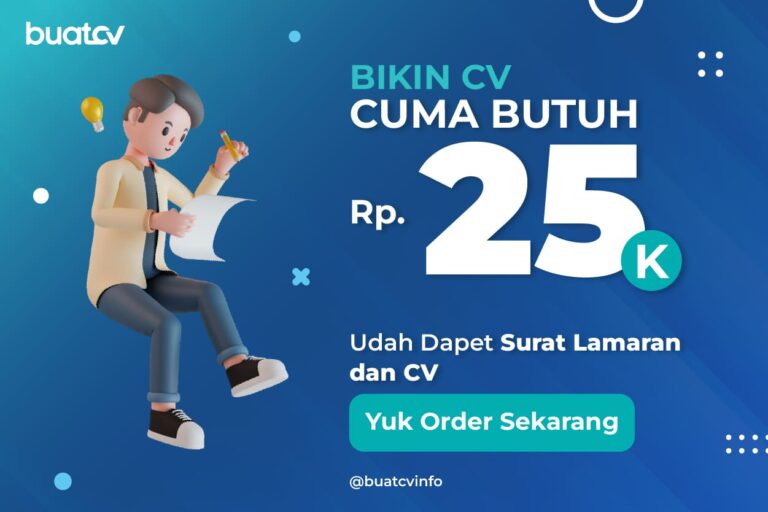 buatcv
BIKIN CV
CUMA BUTUH
Rp. 25 K
Udah Dapet Surat Lamaran
dan CV
Yuk Order Sekarang
@buatcvinfo